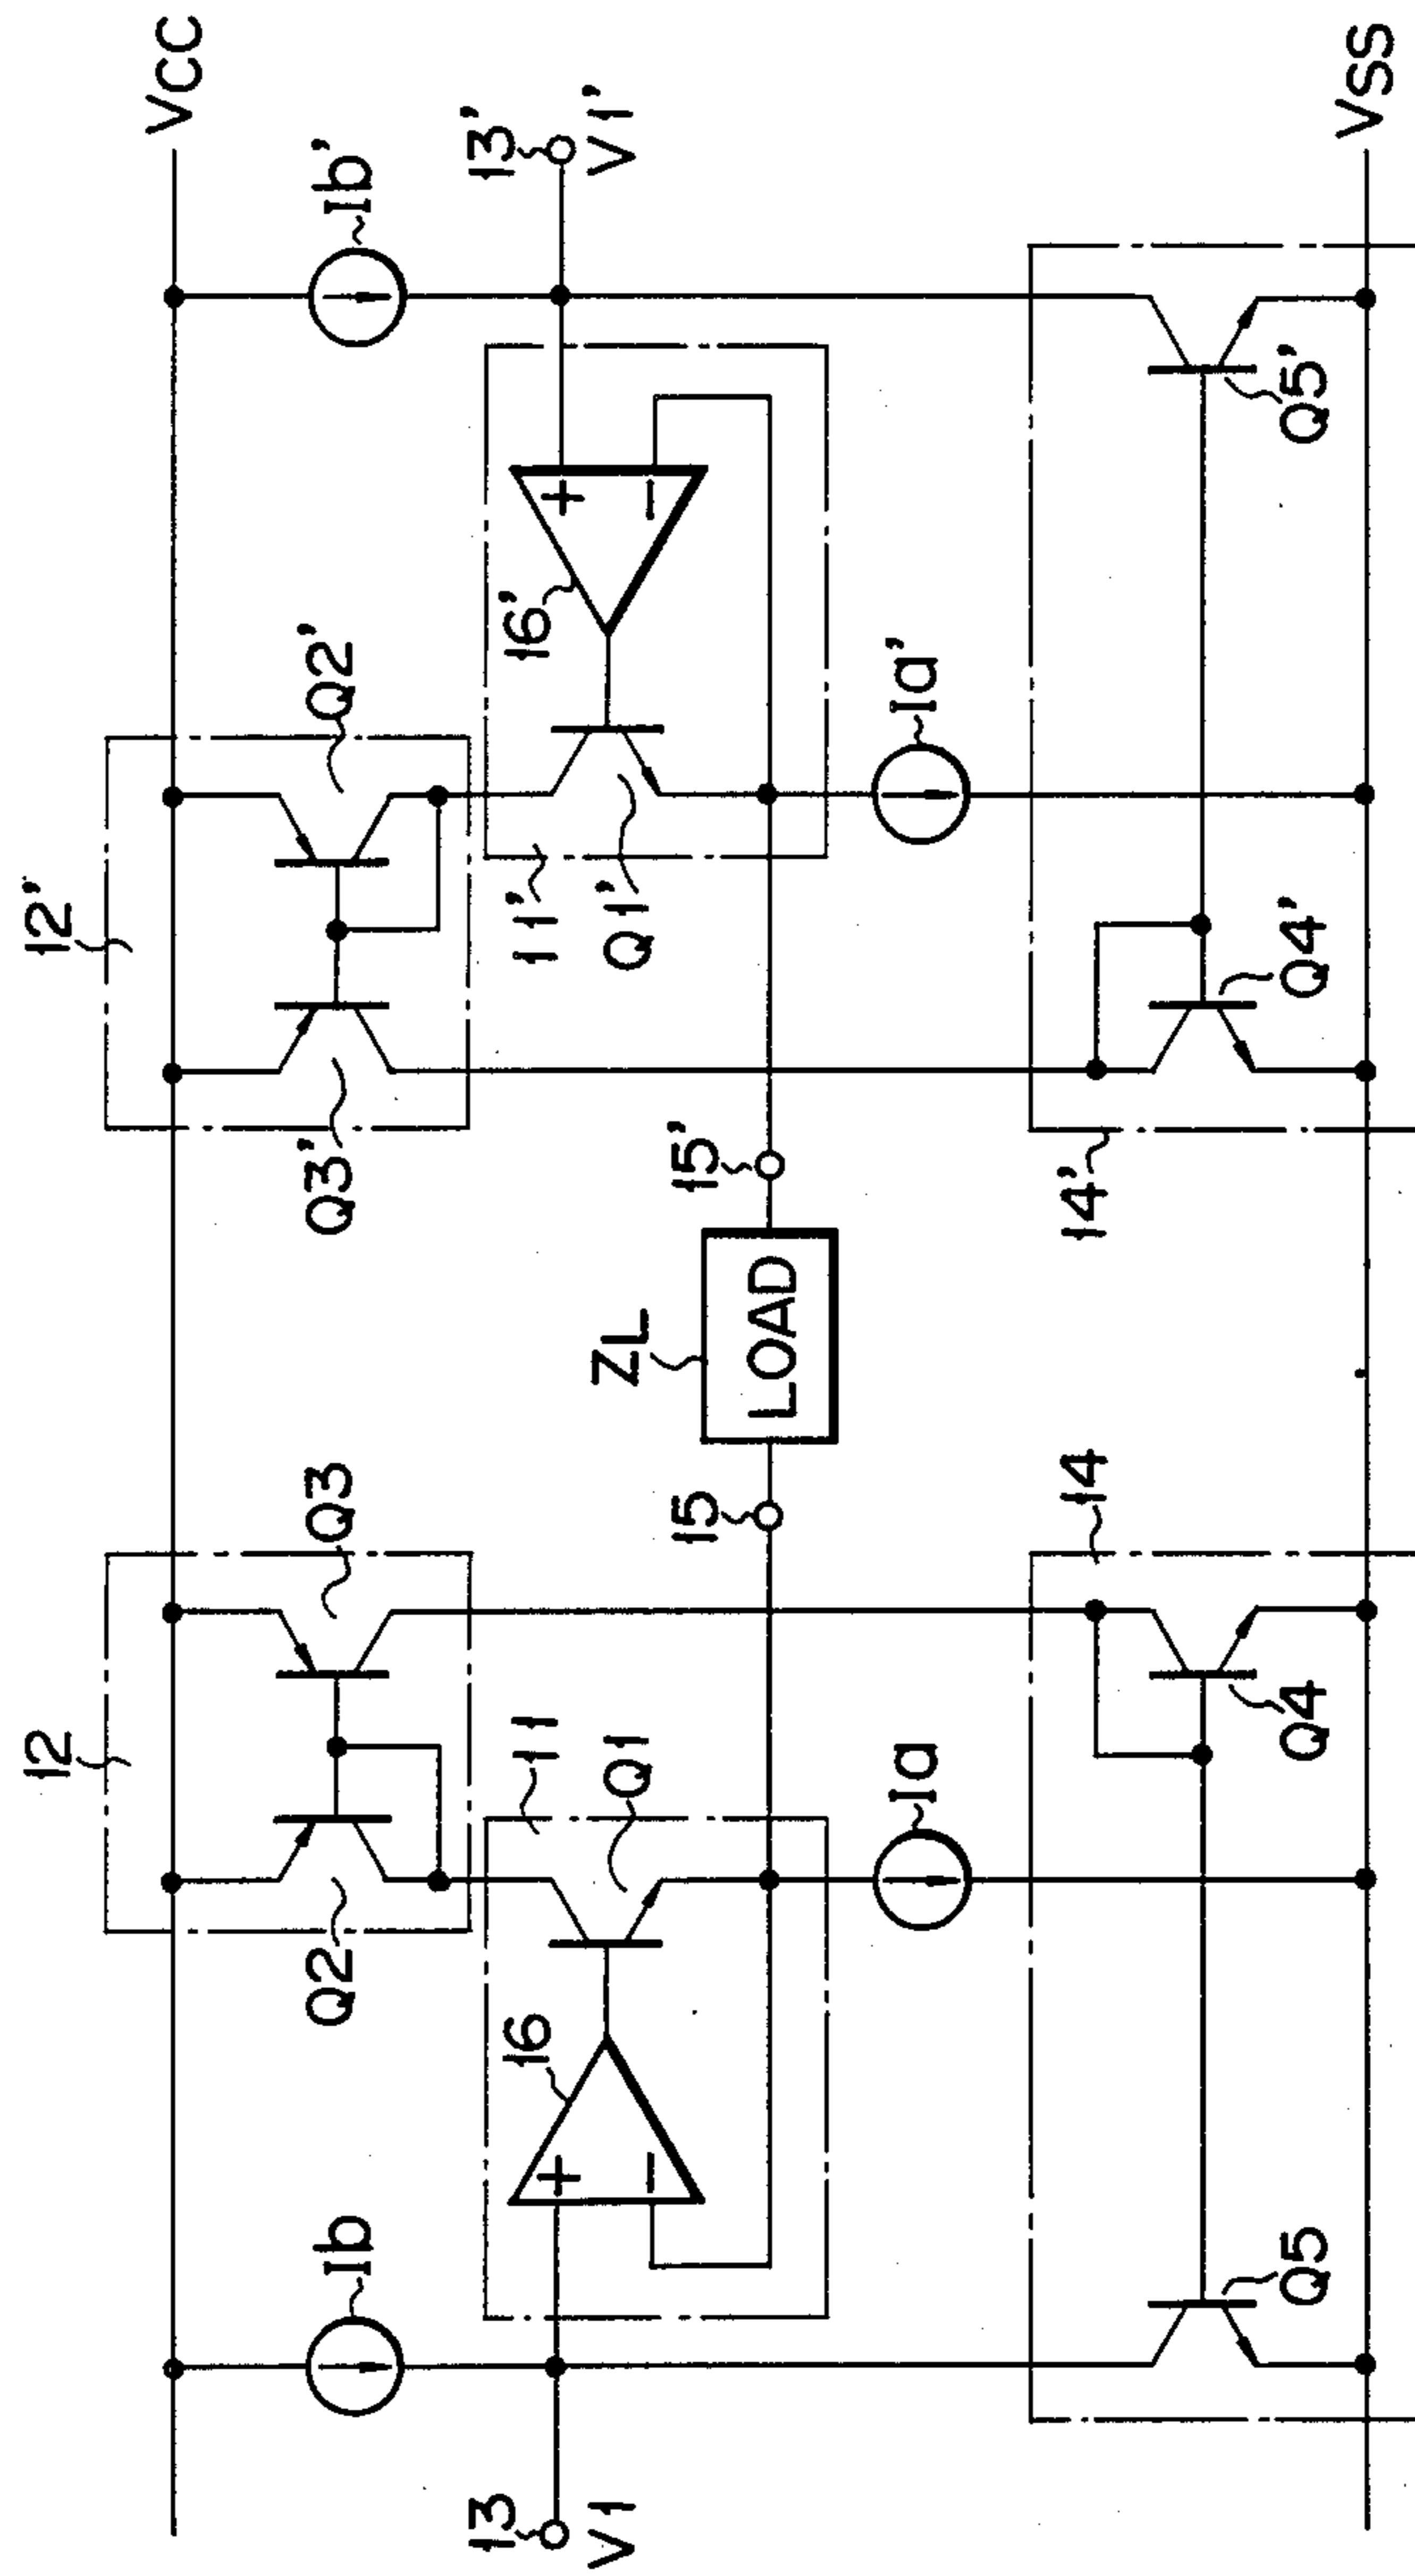 VCC
Ib
Ib'
12
12'
Q2
Q3
Q3'
Q2'
13
V1
16
+
−
11
Q1
11'
Q1'
16'
+
−
13'
V1'
15
ZL
LOAD
15'
Ia
Ia'
14
14'
Q5
Q4
Q4'
Q5'
VSS